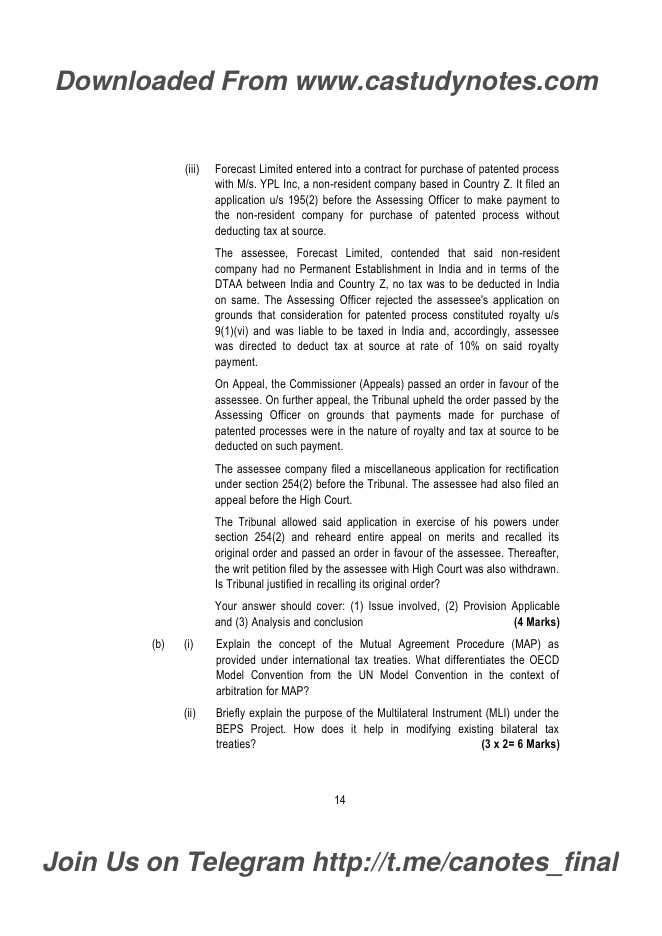 Downloaded From www.castudynotes.com
(iii) Forecast Limited entered into a contract for purchase of patented process
with M/s. YPL Inc, a non-resident company based in Country Z. It filed an
application u/s 195(2) before the Assessing Officer to make payment to
the non-resident company for purchase of patented process without
deducting tax at source.
The assessee, Forecast Limited, contended that said non-resident
company had no Permanent Establishment in India and in terms of the
DTAA between India and Country Z, no tax was to be deducted in India
on same. The Assessing Officer rejected the assessee's application on
grounds that consideration for patented process constituted royalty u/s
9(1)(vi) and was liable to be taxed in India and, accordingly, assessee
was directed to deduct tax at source at rate of 10% on said royalty
payment.
On Appeal, the Commissioner (Appeals) passed an order in favour of the
assessee. On further appeal, the Tribunal upheld the order passed by the
Assessing Officer on grounds that payments made for purchase of
patented processes were in the nature of royalty and tax at source to be
deducted on such payment.
The assessee company filed a miscellaneous application for rectification
under section 254(2) before the Tribunal. The assessee had also filed an
appeal before the High Court.
The Tribunal allowed said application in exercise of his powers under
section 254(2) and reheard entire appeal on merits and recalled its
original order and passed an order in favour of the assessee. Thereafter,
the writ petition filed by the assessee with High Court was also withdrawn.
Is Tribunal justified in recalling its original order?
Your answer should cover: (1) Issue involved, (2) Provision Applicable
and (3) Analysis and conclusion (4 Marks)
(b) (i) Explain the concept of the Mutual Agreement Procedure (MAP) as
provided under international tax treaties. What differentiates the OECD
Model Convention from the UN Model Convention in the context of
arbitration for MAP?
(ii) Briefly explain the purpose of the Multilateral Instrument (MLI) under the
BEPS Project. How does it help in modifying existing bilateral tax
treaties? (3 x 2= 6 Marks)
14
Join Us on Telegram http://t.me/canotes_final